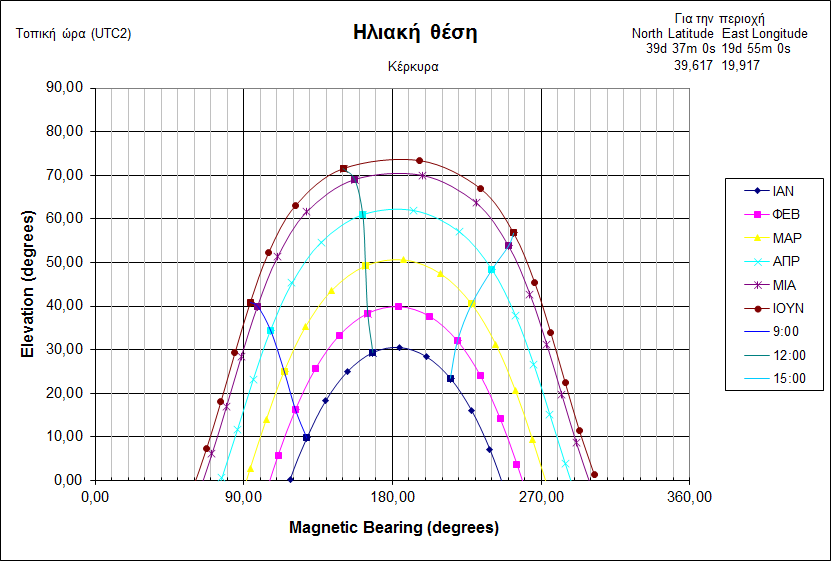 Τοπική ώρα (UTC2)
Ηλιακή θέση
Κέρκυρα
Για την περιοχή
North Latitude East Longitude
39d 37m 0s 19d 55m 0s
39,617 19,917
90,00
80,00
70,00
60,00
50,00
40,00
30,00
20,00
10,00
0,00
Elevation (degrees)
0,00 90,00 180,00 270,00 360,00
Magnetic Bearing (degrees)
ΙΑΝ
ΦΕΒ
ΜΑΡ
ΑΠΡ
ΜΙΑ
ΙΟΥΝ
9:00
12:00
15:00